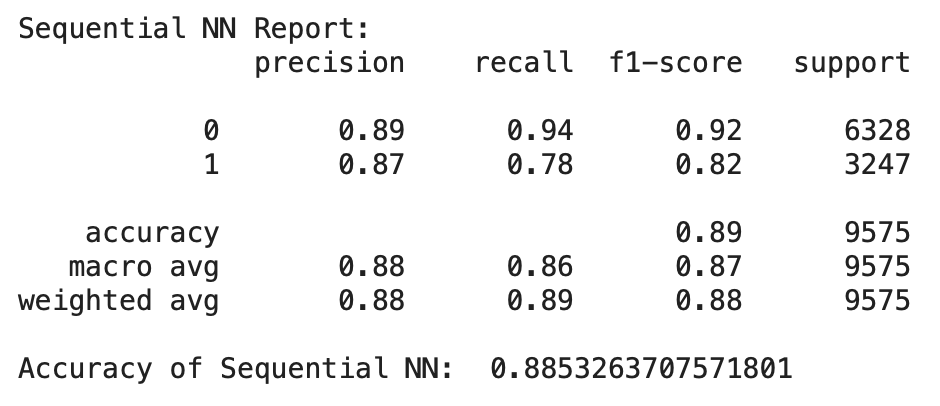 Sequential NN Report:
precision recall f1-score support
0 0.89 0.94 0.92 6328
1 0.87 0.78 0.82 3247
accuracy 0.89 9575
macro avg 0.88 0.86 0.87 9575
weighted avg 0.88 0.89 0.88 9575
Accuracy of Sequential NN: 0.8853263707571801